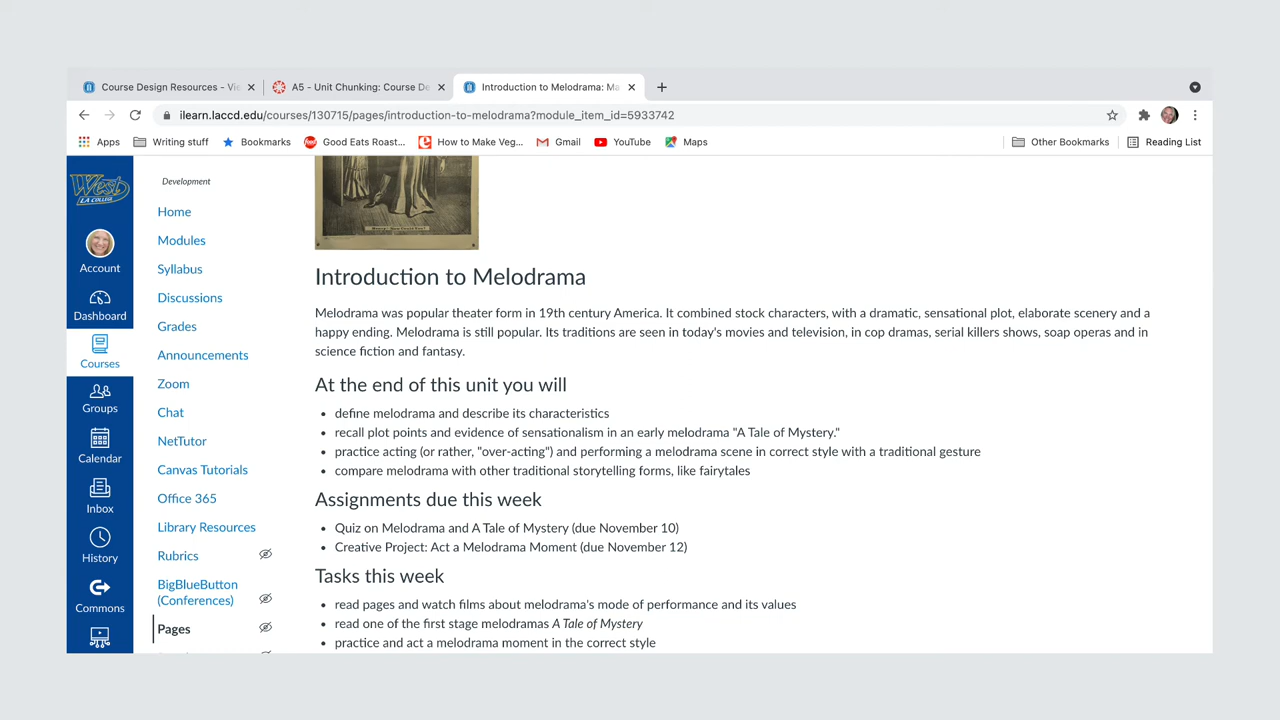 Course Design Resources - Vie
A5 - Unit Chunking: Course De
Introduction to Melodrama: Ma
ilearn.laccd.edu/courses/130715/pages/introduction-to-melodrama?module_item_id=5933742
Apps
Writing stuff
Bookmarks
Good Eats Roast...
How to Make Veg...
Gmail
YouTube
Maps
Other Bookmarks
Reading List
West
LA COLLEGE
Account
Dashboard
Courses
Groups
Calendar
Inbox
History
Commons
Development
Home
Modules
Syllabus
Discussions
Grades
Announcements
Zoom
Chat
NetTutor
Canvas Tutorials
Office 365
Library Resources
Rubrics
BigBlueButton
(Conferences)
Pages
Introduction to Melodrama
Melodrama was popular theater form in 19th century America. It combined stock characters, with a dramatic, sensational plot, elaborate scenery and a
happy ending. Melodrama is still popular. Its traditions are seen in today's movies and television, in cop dramas, serial killers shows, soap operas and in
science fiction and fantasy.
At the end of this unit you will
• define melodrama and describe its characteristics
• recall plot points and evidence of sensationalism in an early melodrama "A Tale of Mystery."
• practice acting (or rather, "over-acting") and performing a melodrama scene in correct style with a traditional gesture
• compare melodrama with other traditional storytelling forms, like fairytales
Assignments due this week
• Quiz on Melodrama and A Tale of Mystery (due November 10)
• Creative Project: Act a Melodrama Moment (due November 12)
Tasks this week
• read pages and watch films about melodrama's mode of performance and its values
• read one of the first stage melodramas A Tale of Mystery
• practice and act a melodrama moment in the correct style